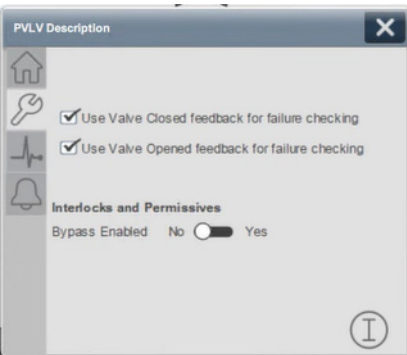 PVLV Description
Use Valve Closed feedback for failure checking
Use Valve Opened feedback for failure checking
Interlocks and Permissives
Bypass Enabled No Yes
I